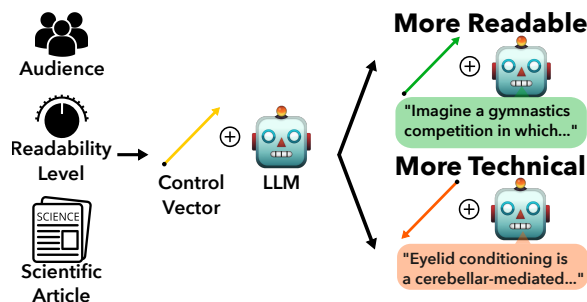 Audience
Readability
Level
SCIENCE
Scientific
Article
Control
Vector
LLM
More Readable
"Imagine a gymnastics
competition in which..."
More Technical
"Eyelid conditioning is
a cerebellar-mediated..."